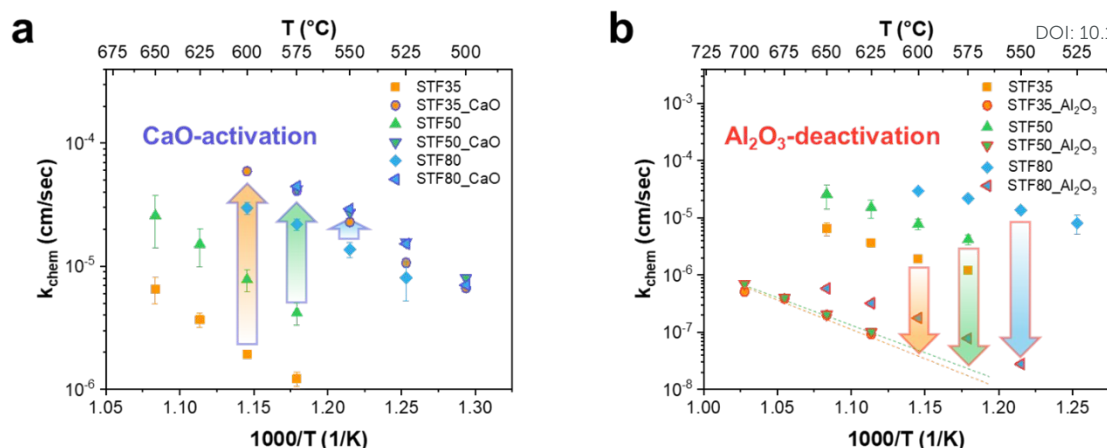 a
T (°C)
675 650 625 600 575 550 525 500
STF35
STF35_CaO
STF50
STF50_CaO
STF80
STF80_CaO
CaO-activation
10⁻⁴
10⁻⁵
10⁻⁶
k_chem (cm/sec)
1.05 1.10 1.15 1.20 1.25 1.30
1000/T (1/K)
b
T (°C)
DOI: 10.
725 700 675 650 625 600 575 550 525
STF35
STF35_Al₂O₃
STF50
STF50_Al₂O₃
STF80
STF80_Al₂O₃
Al₂O₃-deactivation
10⁻³
10⁻⁴
10⁻⁵
10⁻⁶
10⁻⁷
10⁻⁸
k_chem (cm/sec)
1.00 1.05 1.10 1.15 1.20 1.25
1000/T (1/K)